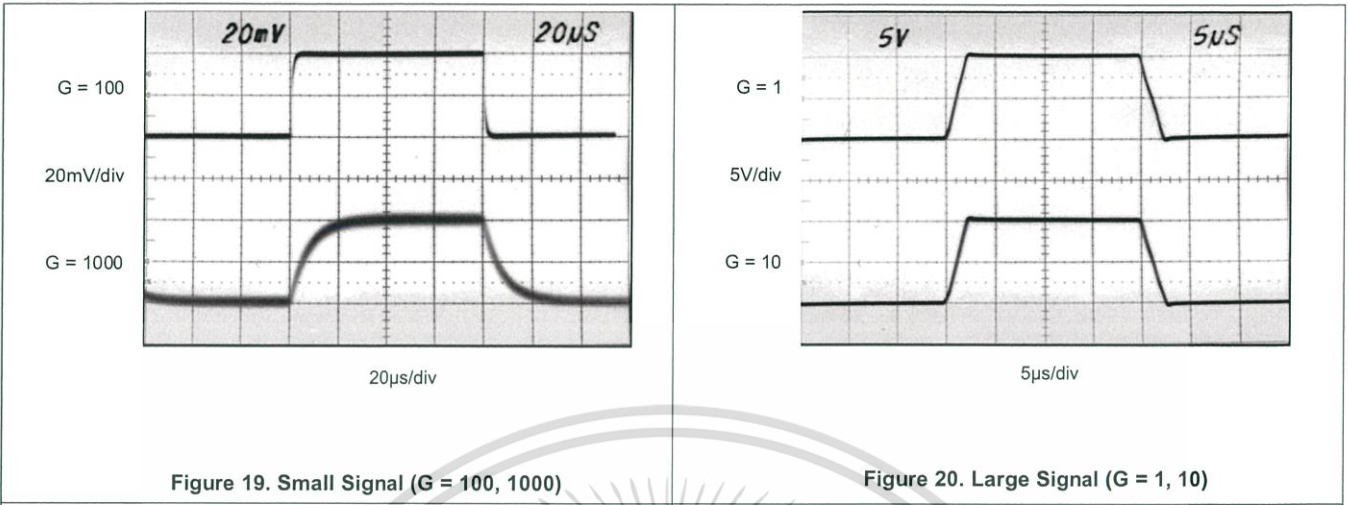 20mV 20µS
G = 100
20mV/div
G = 1000
20µs/div
Figure 19. Small Signal (G = 100, 1000)
5V 5µS
G = 1
5V/div
G = 10
5µs/div
Figure 20. Large Signal (G = 1, 10)